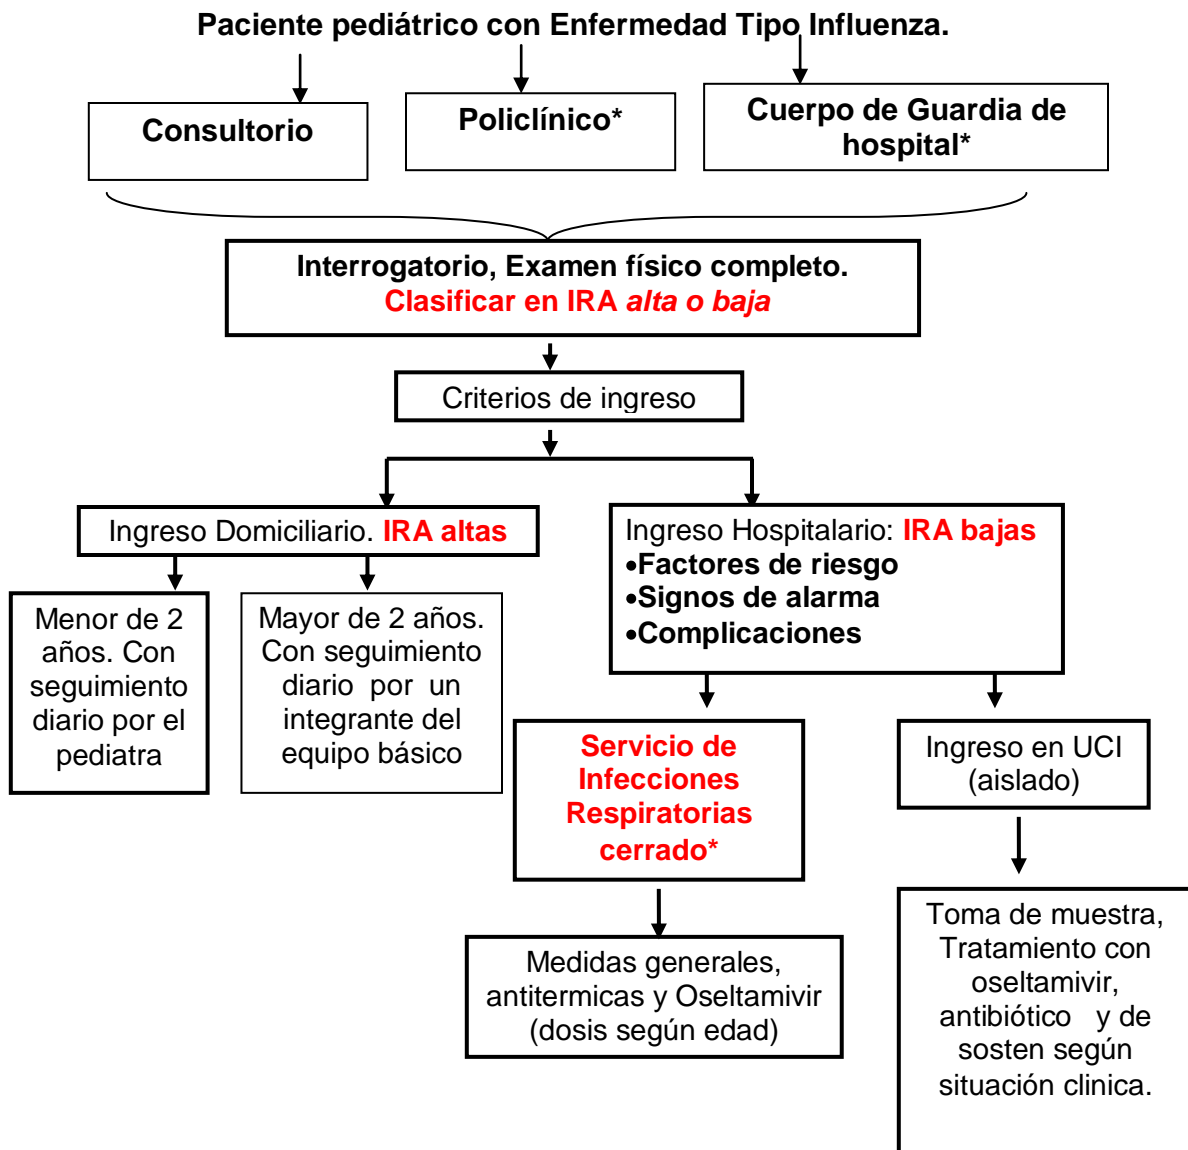 Paciente pediátrico con Enfermedad Tipo Influenza.
Consultorio
Policlínico*
Cuerpo de Guardia de
hospital*
Interrogatorio, Examen físico completo.
Clasificar en IRA alta o baja
Criterios de ingreso
Ingreso Domiciliario. IRA altas
Ingreso Hospitalario: IRA bajas
•Factores de riesgo
•Signos de alarma
•Complicaciones
Menor de 2
años. Con
seguimiento
diario por el
pediatra
Mayor de 2 años.
Con seguimiento
diario por un
integrante del
equipo básico
Servicio de
Infecciones
Respiratorias
cerrado*
Ingreso en UCI
(aislado)
Medidas generales,
antitermicas y Oseltamivir
(dosis según edad)
Toma de muestra,
Tratamiento con
oseltamivir,
antibiótico y de
sosten según
situación clinica.